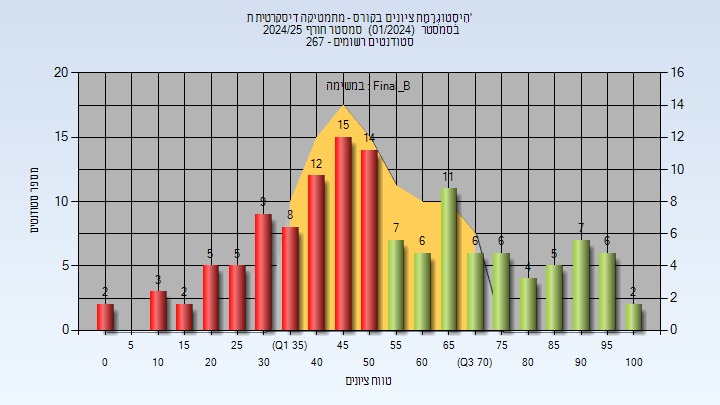 היסטוגרמת ציונים בקורס - מתמטיקה דיסקרטית ת'
בסמסטר (01/2024) סמסטר חורף 2024/25
סטודנטים רשומים - 267
במשימה : Final_B
20 15 10 5 0
מספר סטודנטים
16 14 12 10 8 6 4 2 0
2 3 2 5 5 9 8 12 15 14 7 6 11 6 6 4 5 7 6 2
5 15 25 (Q1 35) 45 55 65 75 85 95
0 10 20 30 40 50 60 (Q3 70) 80 90 100
טווח ציונים